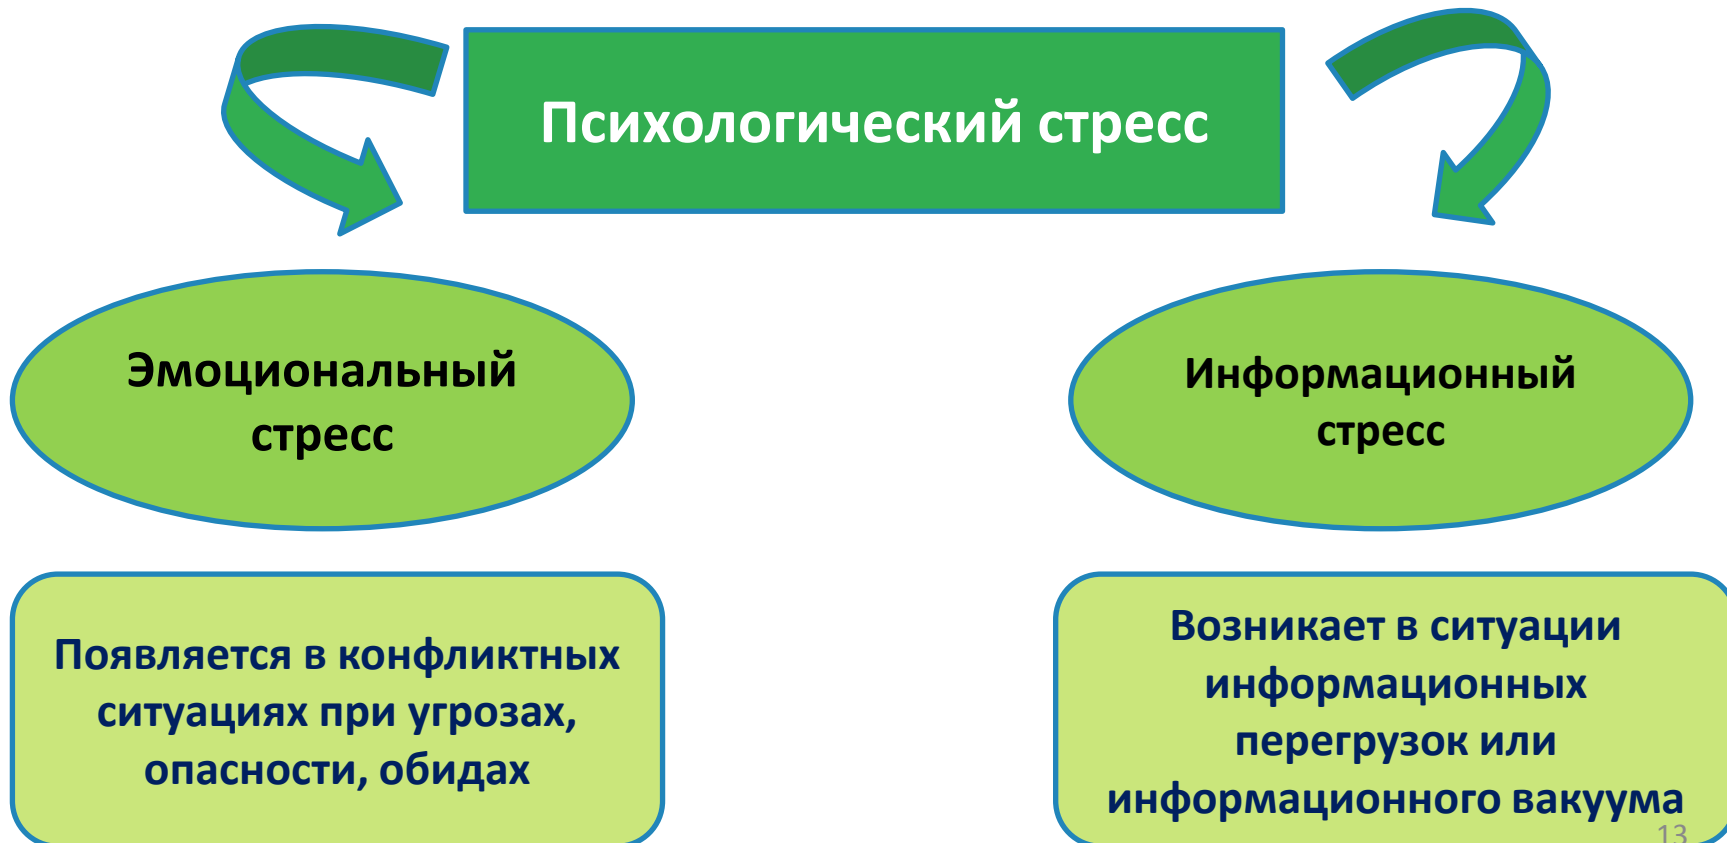 Психологический стресс
Эмоциональный
стресс
Информационный
стресс
Появляется в конфликтных
ситуациях при угрозах,
опасности, обидах
Возникает в ситуации
информационных
перегрузок или
информационного вакуума
13